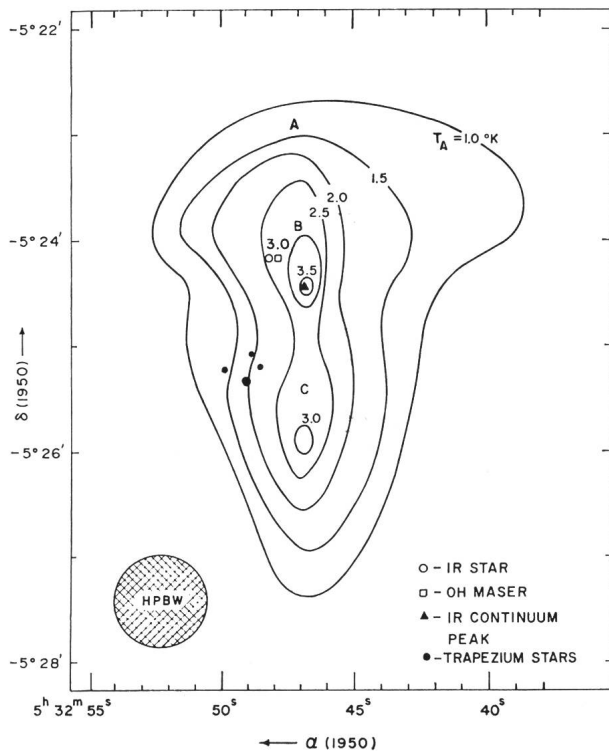 -5° 22'
A
T_A = 1.0 °K
1.5
2.0
2.5
B
-5° 24'
3.0
3.5
δ (1950) →
C
3.0
-5° 26'
HPBW
○ - IR STAR
□ - OH MASER
▲ - IR CONTINUUM
PEAK
● - TRAPEZIUM STARS
-5° 28'
5ʰ 32ᵐ 55ˢ
50ˢ
45ˢ
40ˢ
← α (1950)